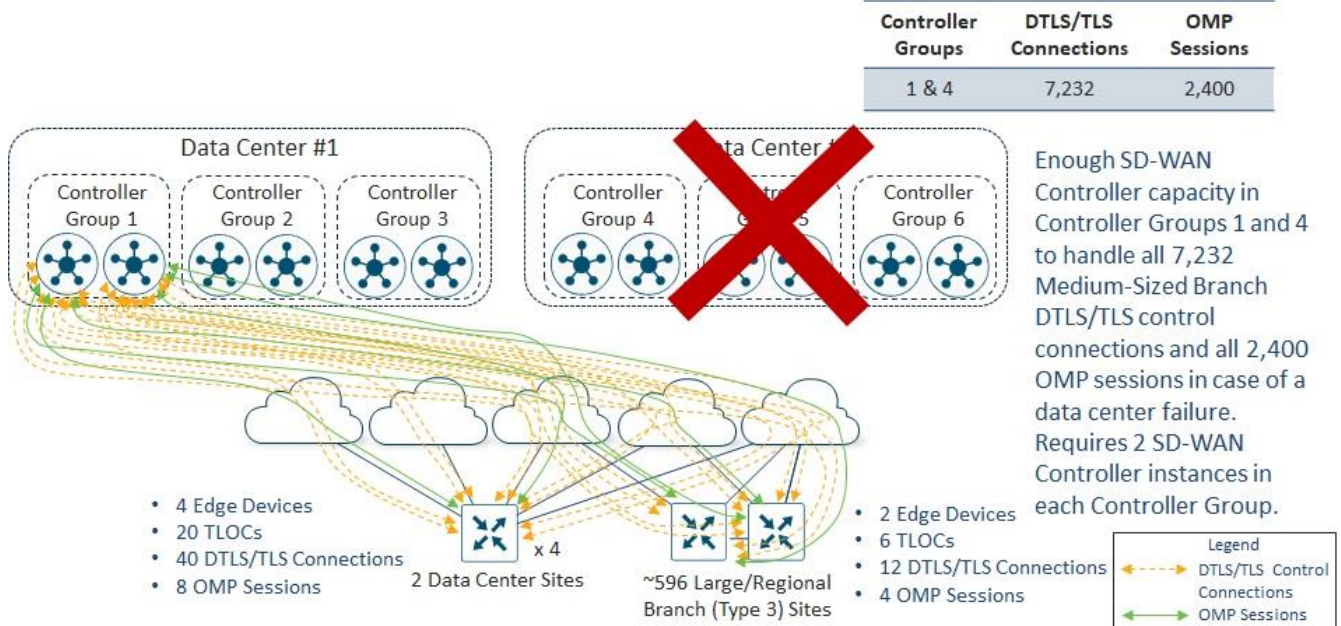 Controller Groups
DTLS/TLS Connections
OMP Sessions
1 & 4
7,232
2,400
Data Center #1
Controller
Group 1
Controller
Group 2
Controller
Group 3
ta Center #
Controller
Group 4
Controller
Group 6
Enough SD-WAN
Controller capacity in
Controller Groups 1 and 4
to handle all 7,232
Medium-Sized Branch
DTLS/TLS control
connections and all 2,400
OMP sessions in case of a
data center failure.
Requires 2 SD-WAN
Controller instances in
each Controller Group.
• 4 Edge Devices
• 20 TLOCs
• 40 DTLS/TLS Connections
• 8 OMP Sessions
x 4
2 Data Center Sites
~596 Large/Regional
Branch (Type 3) Sites
• 2 Edge Devices
• 6 TLOCs
• 12 DTLS/TLS Connections
• 4 OMP Sessions
Legend
DTLS/TLS Control
Connections
OMP Sessions